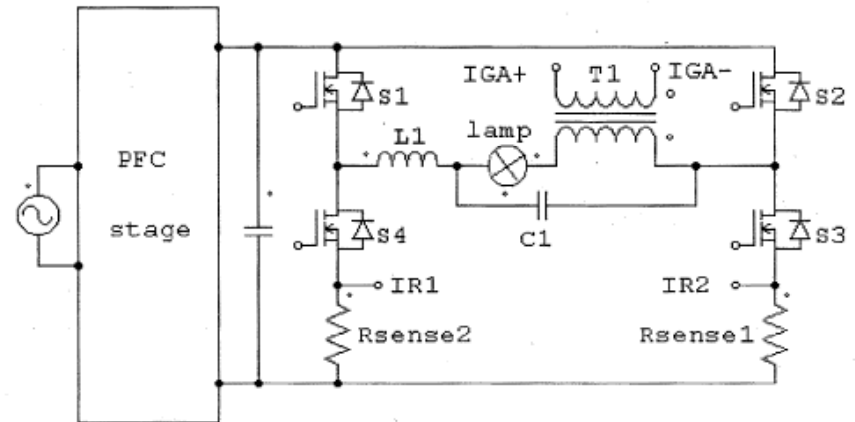 IGA+ T1 IGA-
S1 S2
L1 lamp
PFC
stage
C1
S4 S3
IR1 IR2
Rsense2 Rsense1